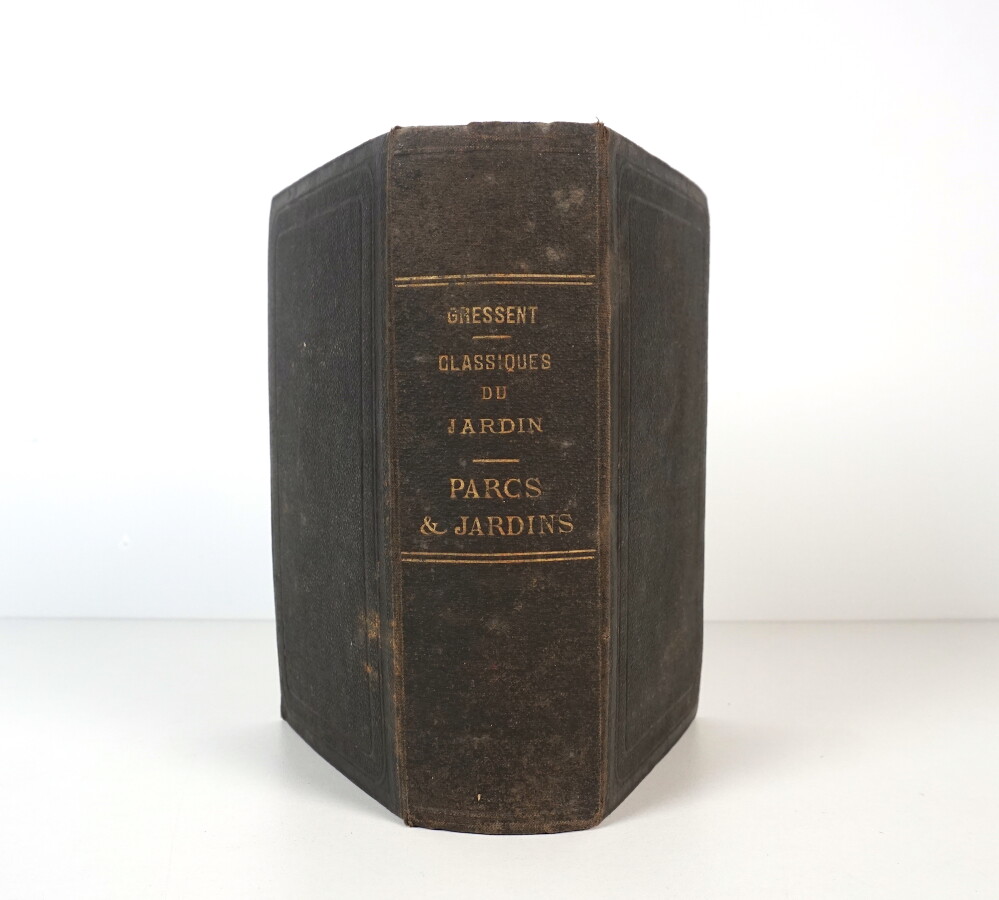 GRESSENT
CLASSIQUES
DU
JARDIN
PARCS
& JARDINS